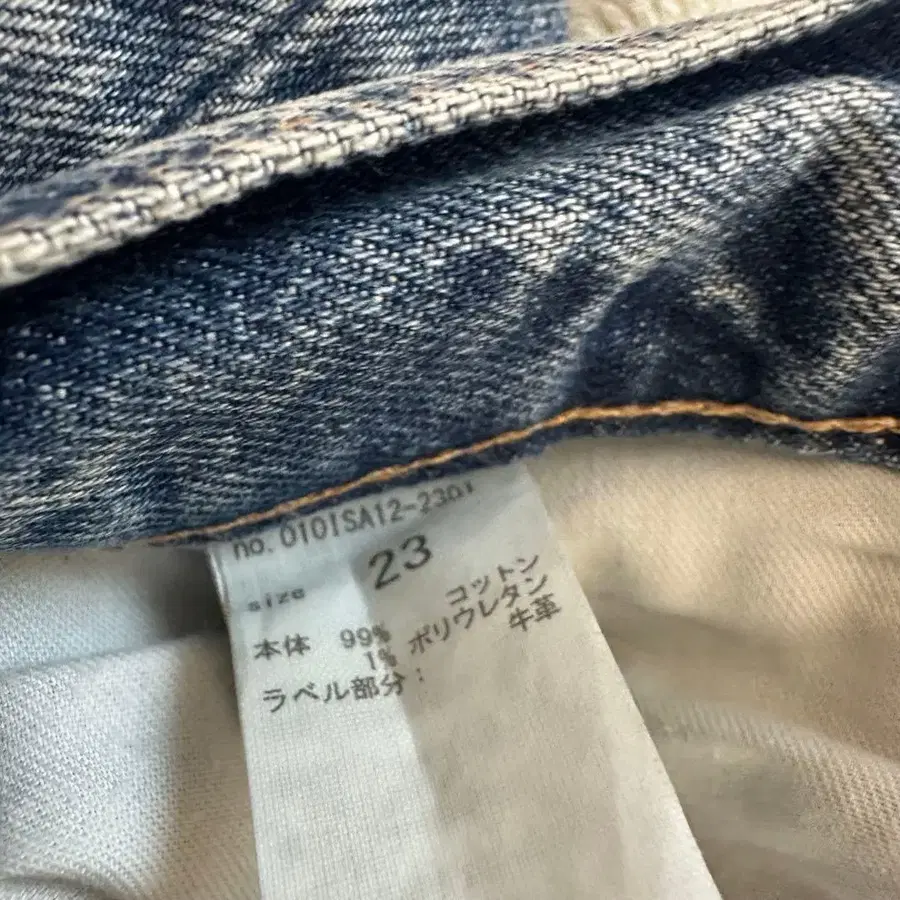 no. 0101SA12-2301
size 23
本体 99% コットン
1% ポリウレタン
ラベル部分: 牛革